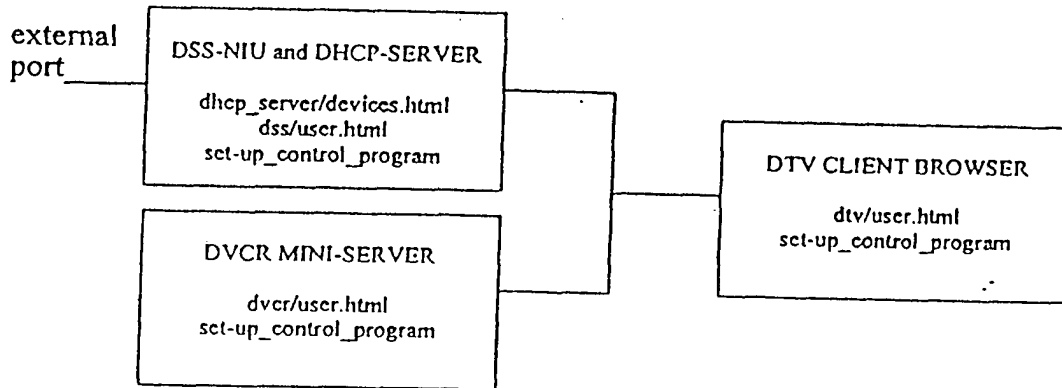 external
port
DSS-NIU and DHCP-SERVER
dhcp_server/devices.html
dss/user.html
set-up_control_program
DVCR MINI-SERVER
dvcr/user.html
set-up_control_program
DTV CLIENT BROWSER
dtv/user.html
set-up_control_program